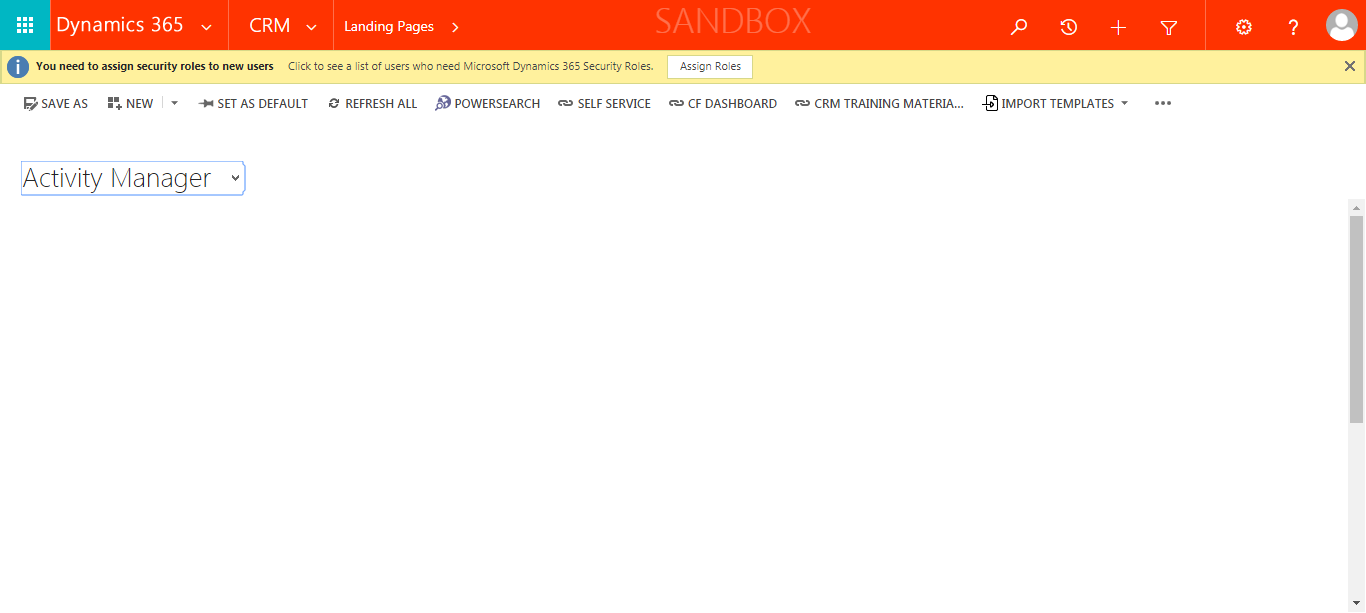 Dynamics 365 CRM Landing Pages SANDBOX ?
i You need to assign security roles to new users Click to see a list of users who need Microsoft Dynamics 365 Security Roles. Assign Roles
SAVE AS NEW SET AS DEFAULT REFRESH ALL POWERSEARCH SELF SERVICE CF DASHBOARD CRM TRAINING MATERIA... IMPORT TEMPLATES ...
Activity Manager